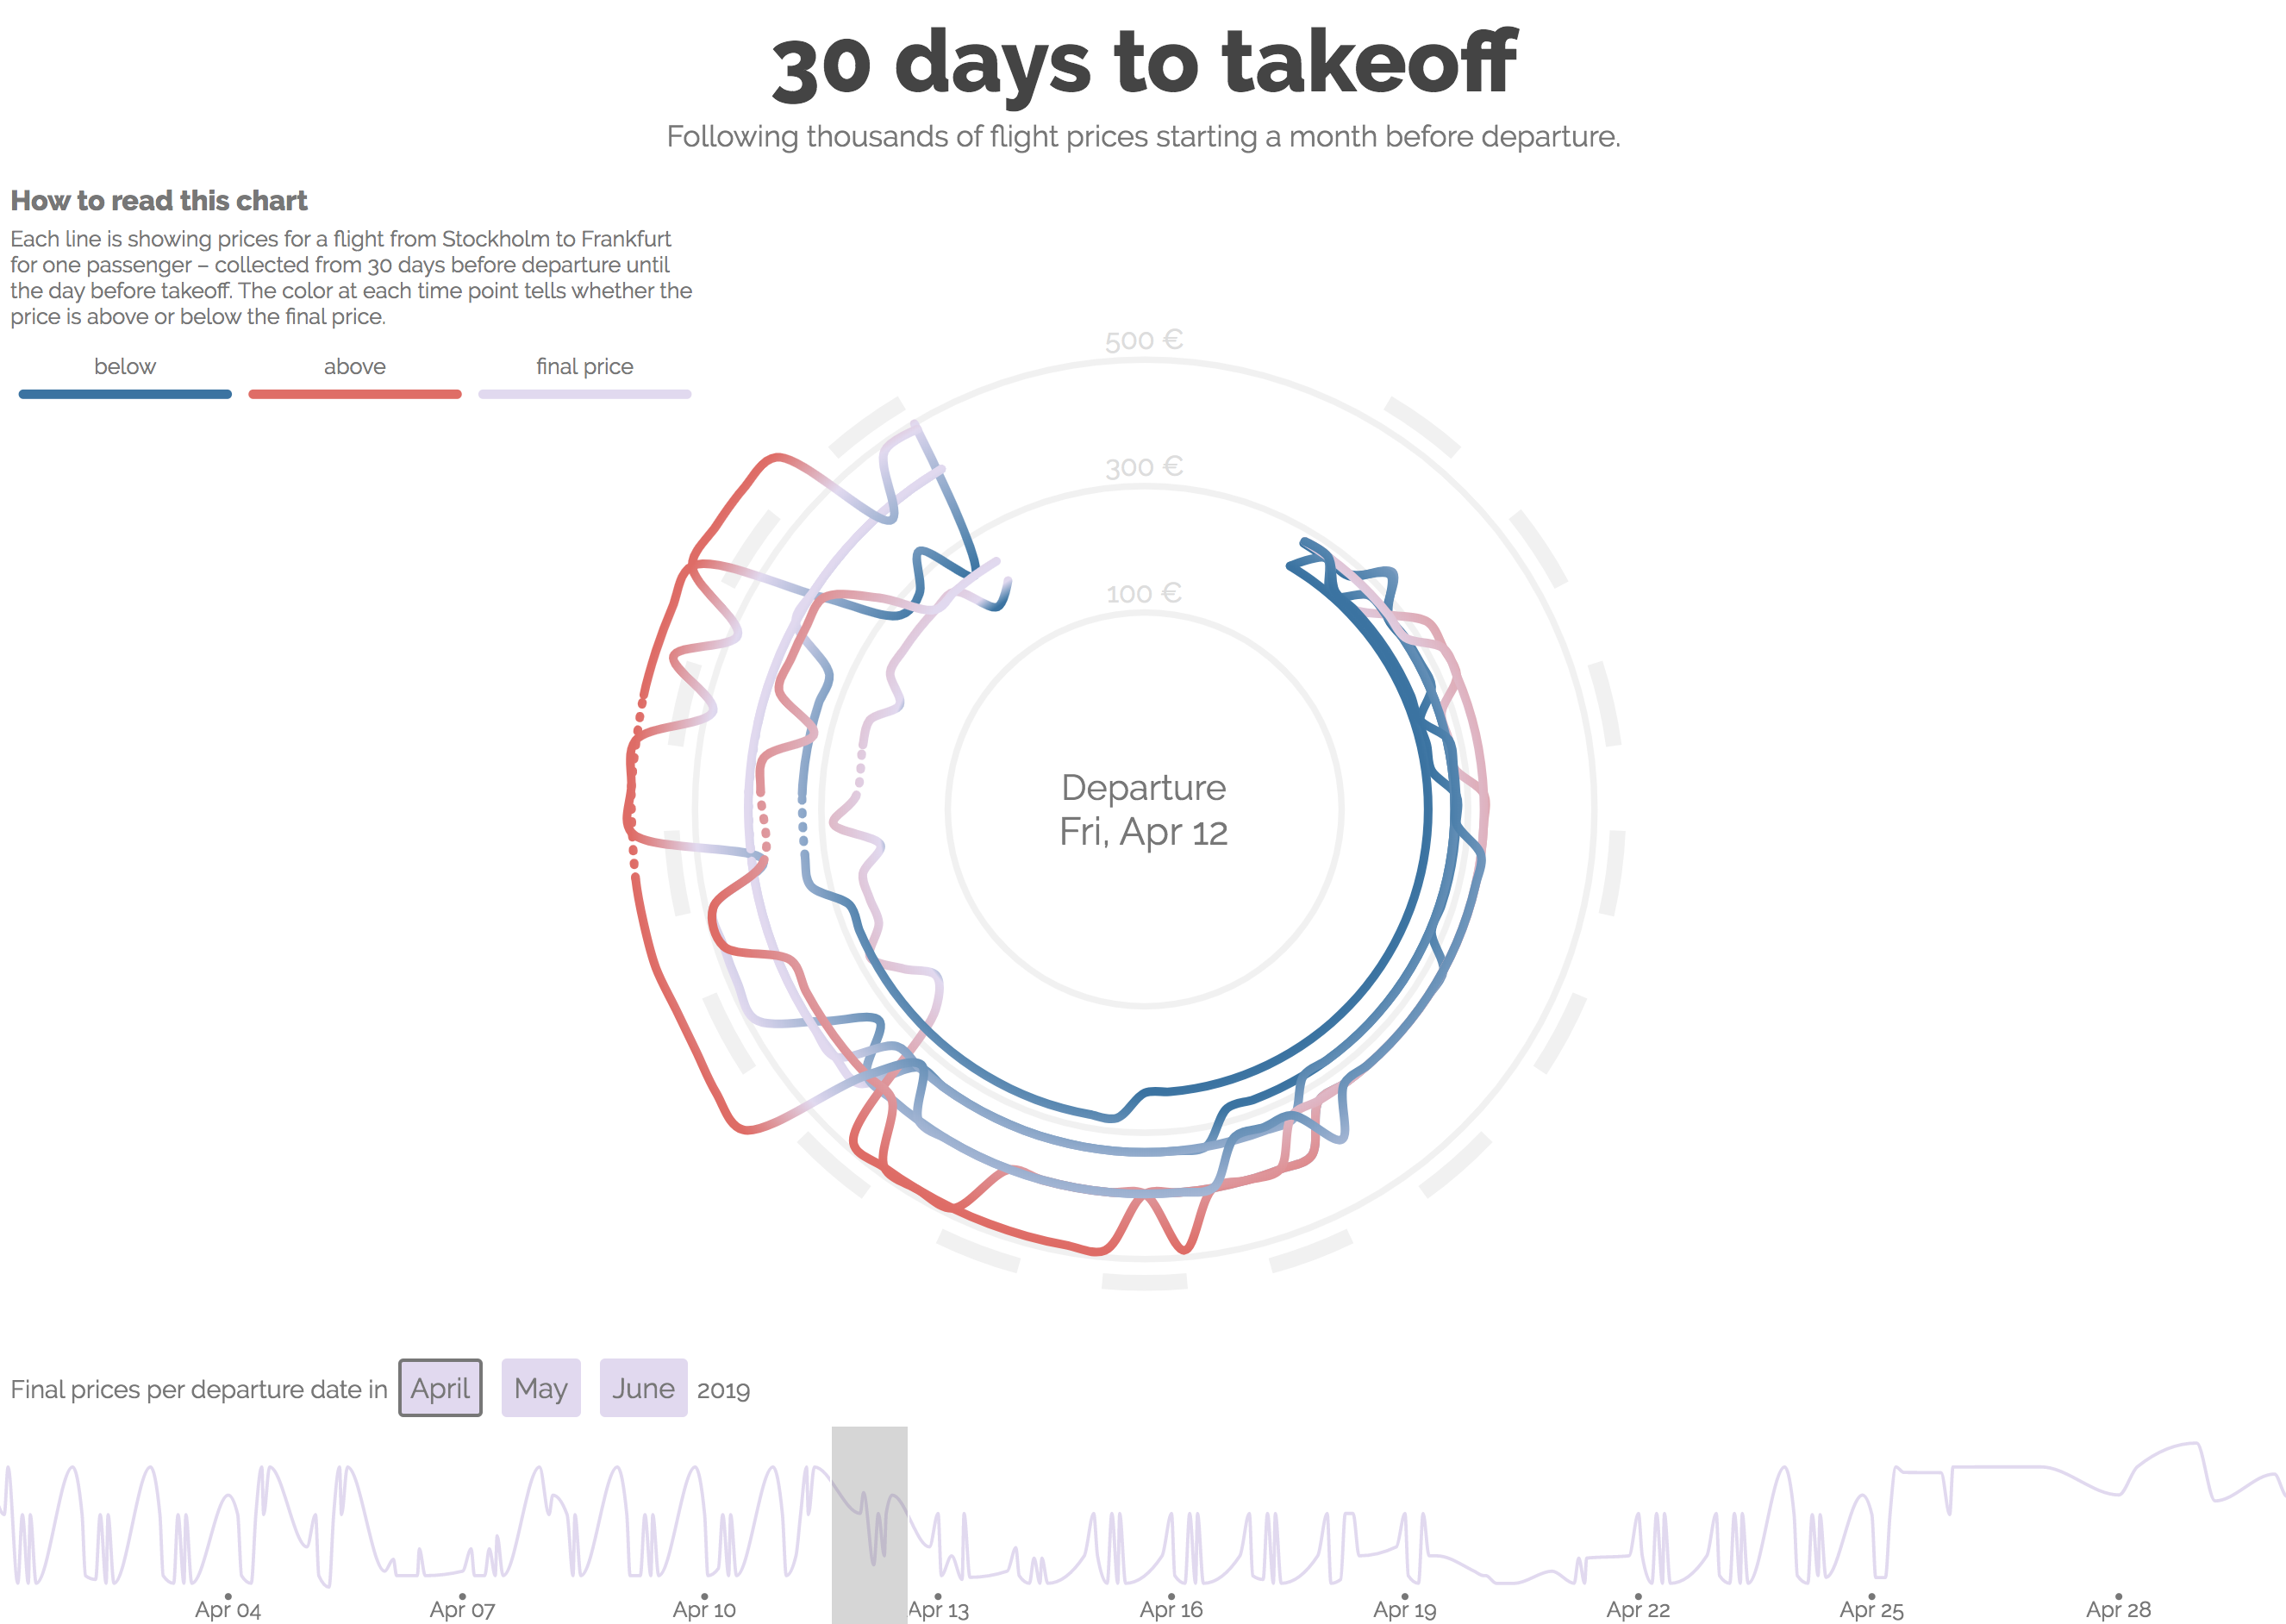 30 days to takeoff
Following thousands of flight prices starting a month before departure.
How to read this chart
Each line is showing prices for a flight from Stockholm to Frankfurt
for one passenger – collected from 30 days before departure until
the day before takeoff. The color at each time point tells whether the
price is above or below the final price.
below above final price
500 €
300 €
100 €
Departure
Fri, Apr 12
Final prices per departure date in April May June 2019
Apr 04 Apr 07 Apr 10 Apr 13 Apr 16 Apr 19 Apr 22 Apr 25 Apr 28